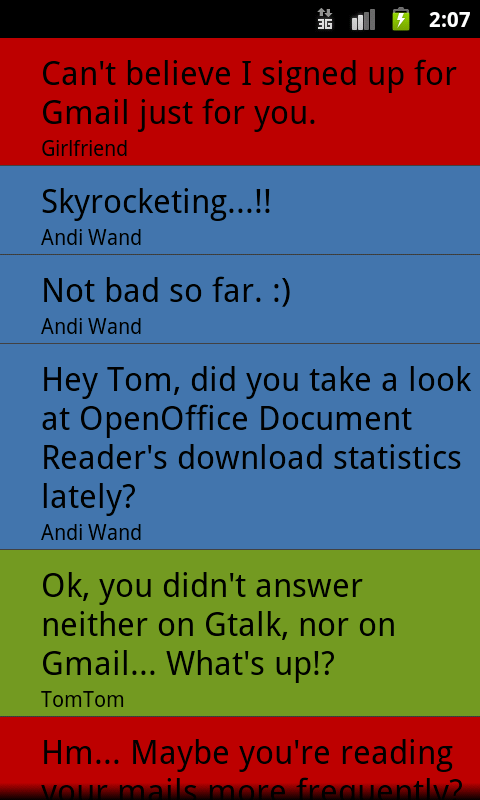 3G 2:07
Can't believe I signed up for
Gmail just for you.
Girlfriend
Skyrocketing...!!
Andi Wand
Not bad so far. :)
Andi Wand
Hey Tom, did you take a look
at OpenOffice Document
Reader's download statistics
lately?
Andi Wand
Ok, you didn't answer
neither on Gtalk, nor on
Gmail... What's up!?
TomTom
Hm... Maybe you're reading
your mails more frequently?